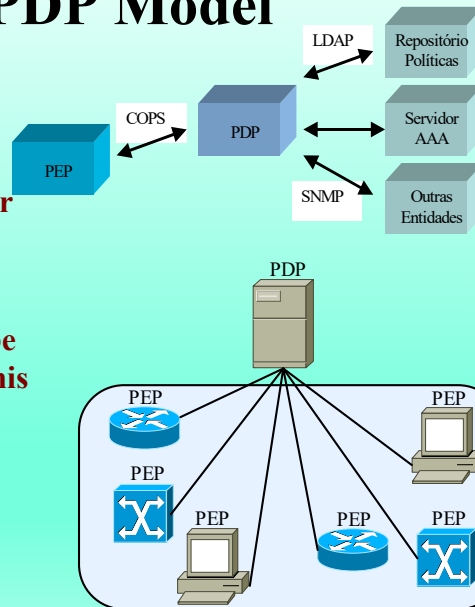 PDP Model
LDAP
Repositório
Políticas
COPS
PDP
Servidor
AAA
PEP
SNMP
Outras
Entidades
PDP
PEP
PEP
PEP
PEP
PEP
PEP